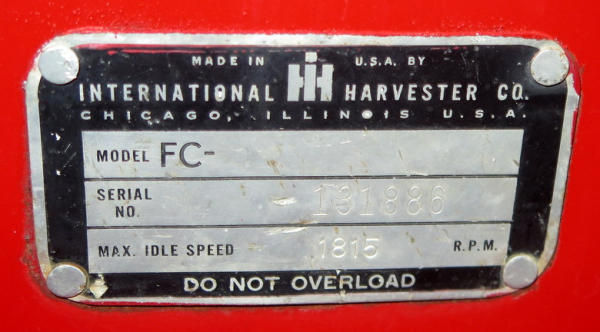 MADE IN U.S.A. BY
INTERNATIONAL IH HARVESTER CO.
CHICAGO, ILLINOIS U.S.A.
MODEL FC-
SERIAL NO. 131886
MAX. IDLE SPEED 1815 R.P.M.
DO NOT OVERLOAD